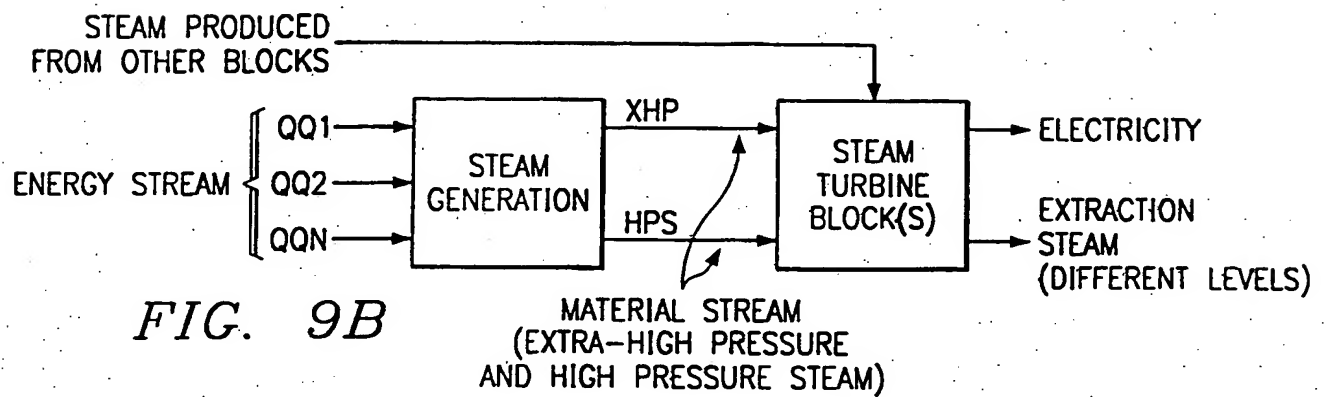 STEAM PRODUCED
FROM OTHER BLOCKS
ENERGY STREAM
QQ1
QQ2
QQN
STEAM
GENERATION
XHP
HPS
STEAM
TURBINE
BLOCK(S)
ELECTRICITY
EXTRACTION
STEAM
(DIFFERENT LEVELS)
MATERIAL STREAM
(EXTRA-HIGH PRESSURE
AND HIGH PRESSURE STEAM)
FIG. 9B